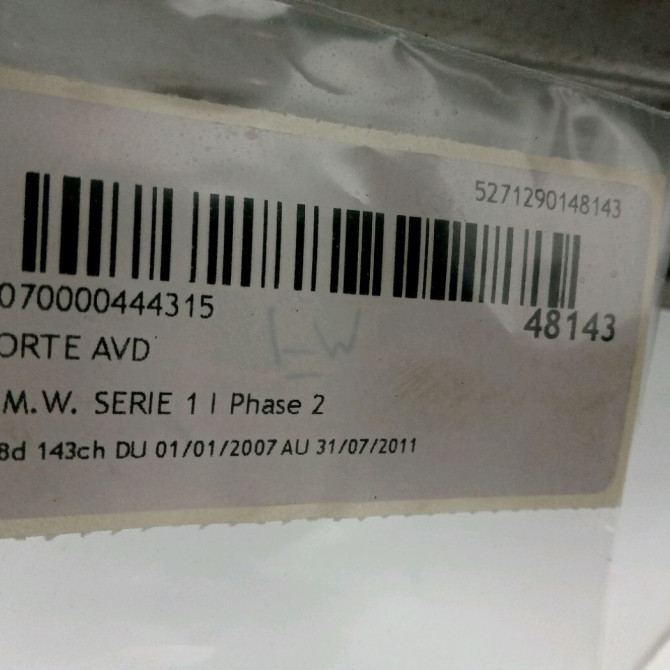 5271290148143
070000444315
48143
ORTE AVD
.M.W. SERIE 1 I Phase 2
8d 143ch DU 01/01/2007 AU 31/07/2011